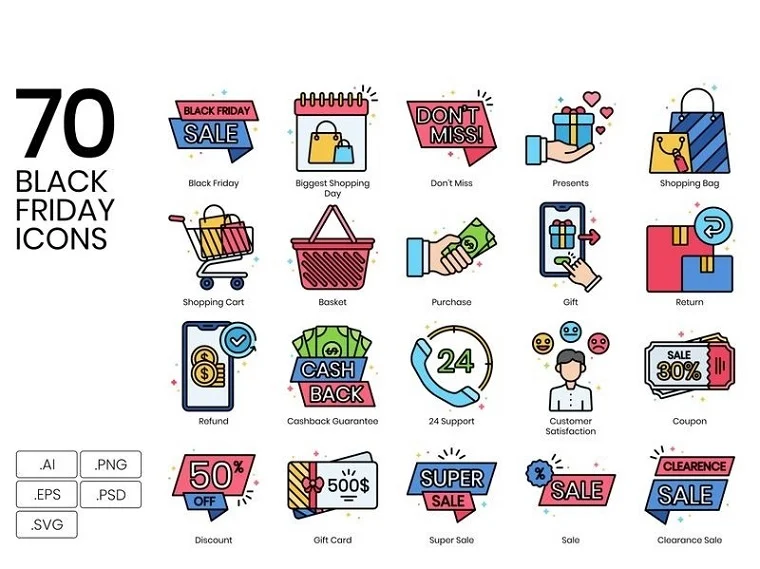 70
BLACK
FRIDAY
ICONS
BLACK FRIDAY
SALE
Black Friday
Biggest Shopping
Day
DON'T
MISS!
Don't Miss
Presents
Shopping Bag
Shopping Cart
Basket
$
Purchase
Gift
Return
$
$
Refund
$
CASH
BACK
Cashback Guarantee
24
24 Support
Customer
Satisfaction
SALE
30%
Coupon
.AI
.PNG
.EPS
.PSD
.SVG
50%
OFF
Discount
500$
Gift Card
SUPER
SALE
Super Sale
%
SALE
Sale
CLEARENCE
SALE
Clearance Sale